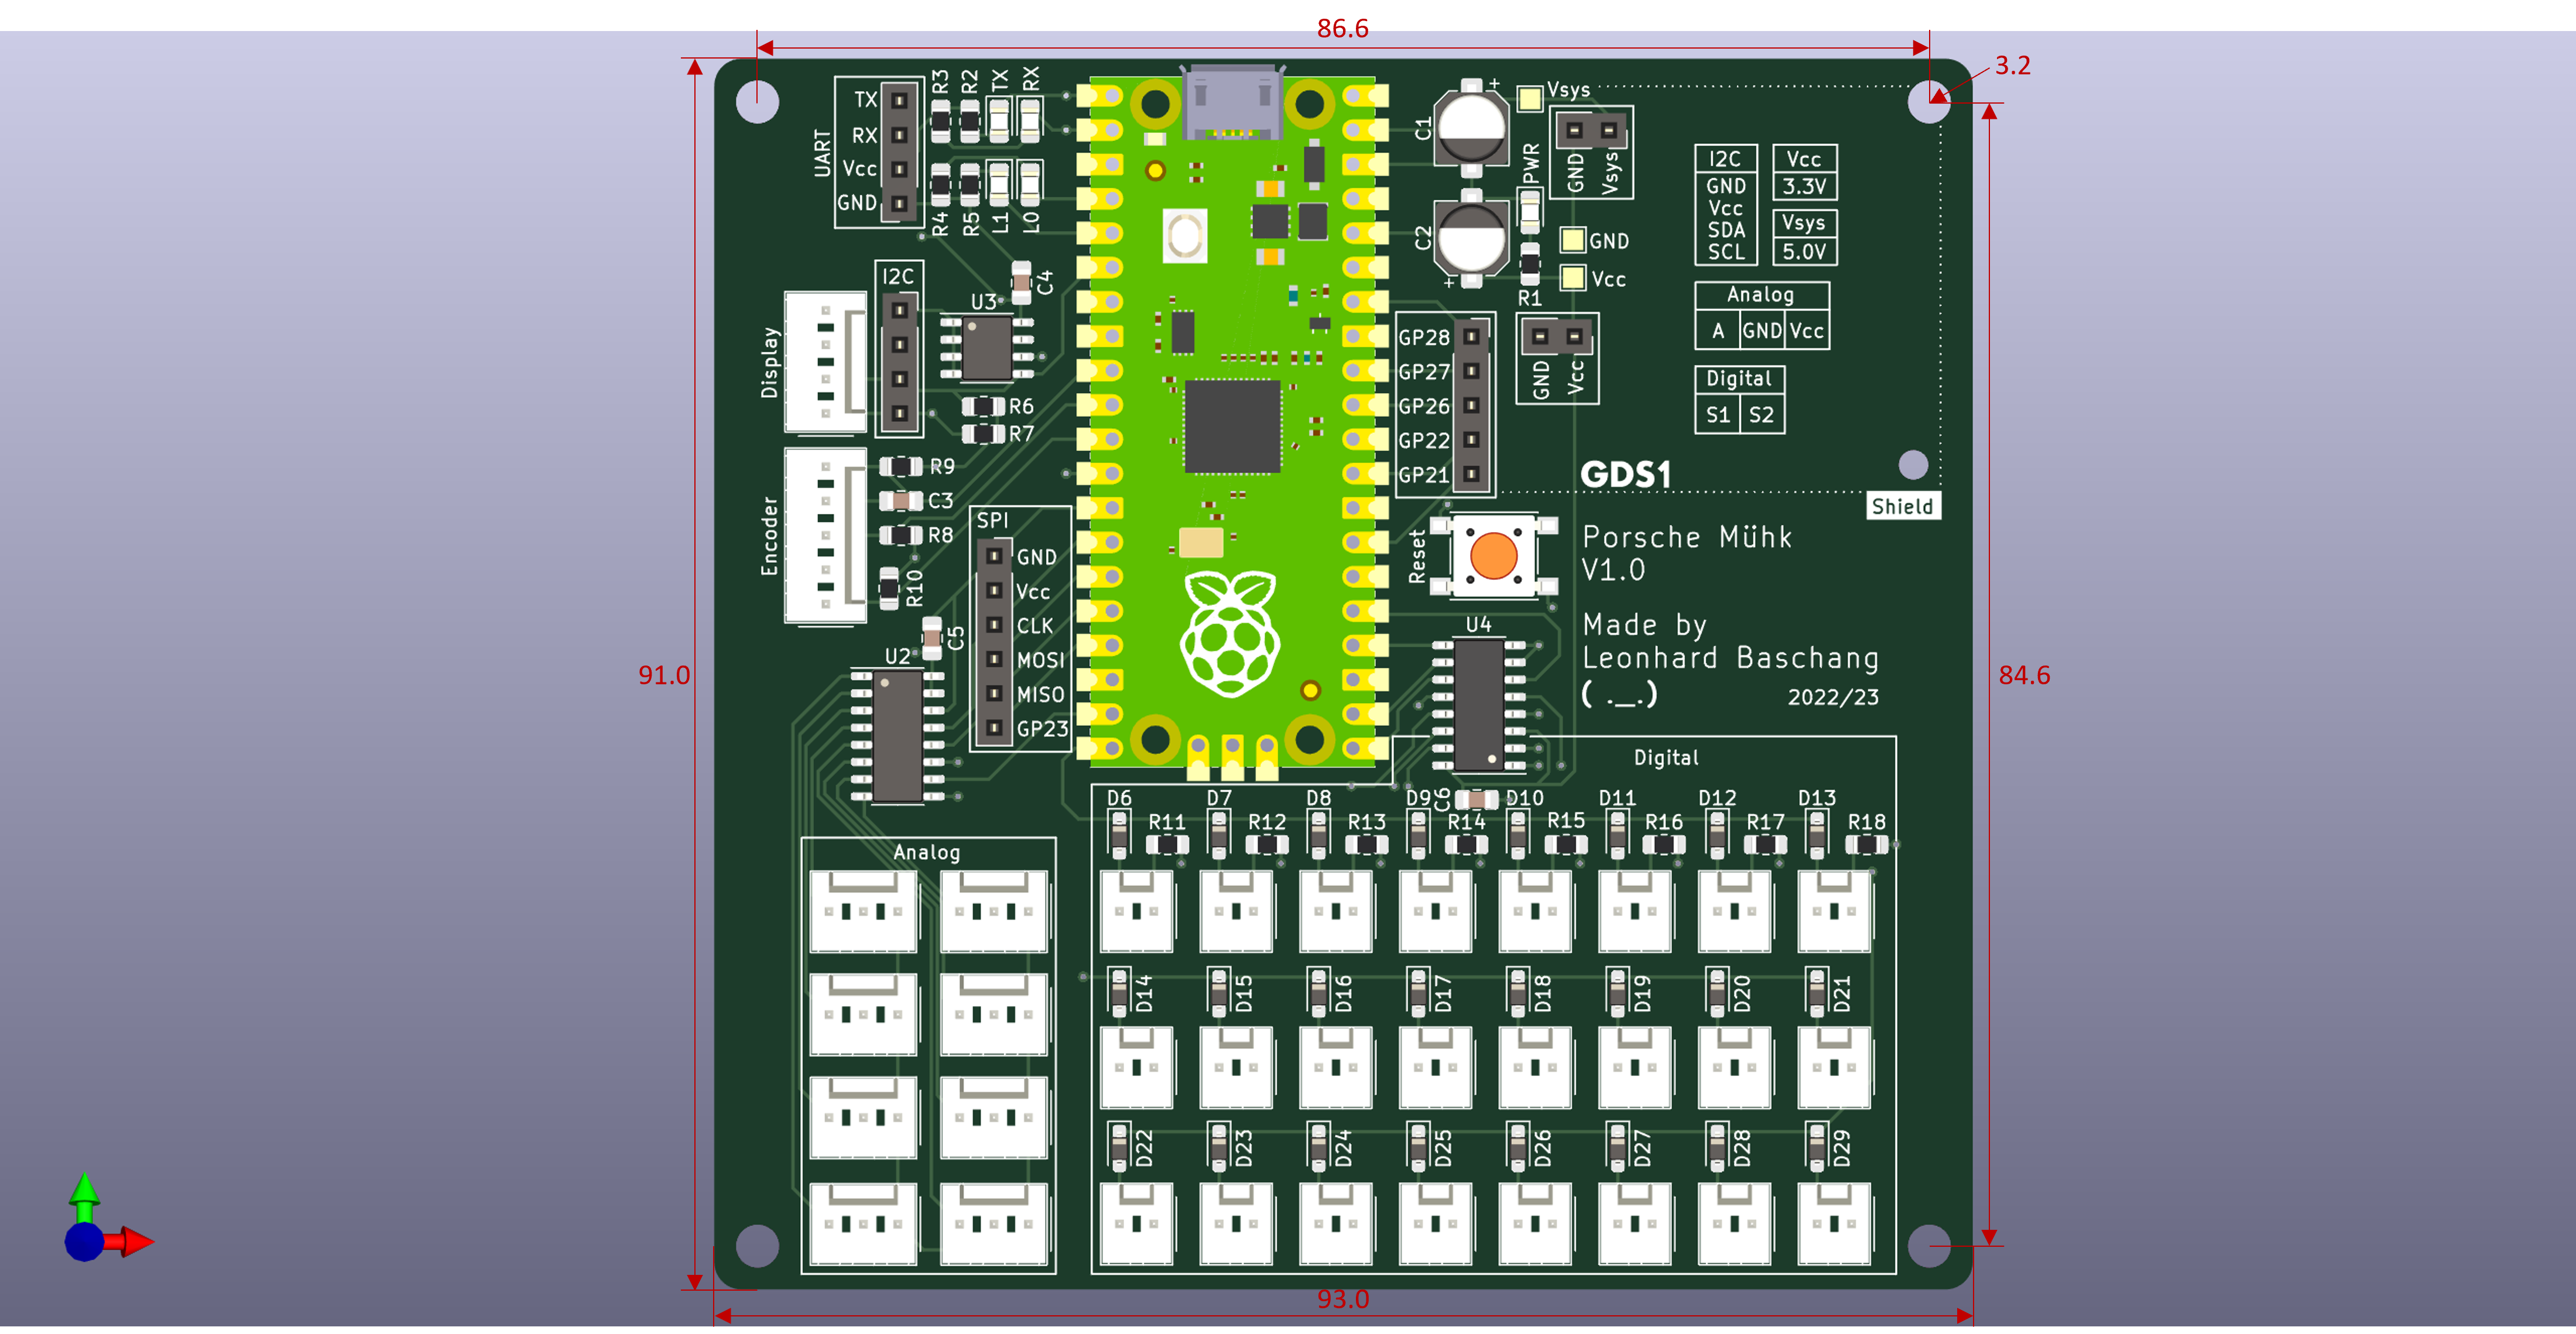 86.6
3.2
91.0
84.6
93.0
UART
TX
RX
Vcc
GND
R3
R2
TX
RX
R4
R5
L1
L0
C4
I2C
U3
Display
R6
R7
Encoder
R9
C3
R8
R10
C5
U2
SPI
GND
Vcc
CLK
MOSI
MISO
GP23
C1
+
Vsys
GND
Vsys
PWR
C2
+
GND
Vcc
R1
GP28
GP27
GP26
GP22
GP21
GND
Vcc
I2C
GND
Vcc
SDA
SCL
Vcc
3.3V
Vsys
5.0V
Analog
A GND Vcc
Digital
S1 S2
GDS1
Shield
Reset
Porsche Mühk
V1.0
Made by
Leonhard Baschang
( ._.)
2022/23
U4
Digital
C6
D6 D7 D8 D9 D10 D11 D12 D13
R11 R12 R13 R14 R15 R16 R17 R18
D14 D15 D16 D17 D18 D19 D20 D21
D22 D23 D24 D25 D26 D27 D28 D29
Analog